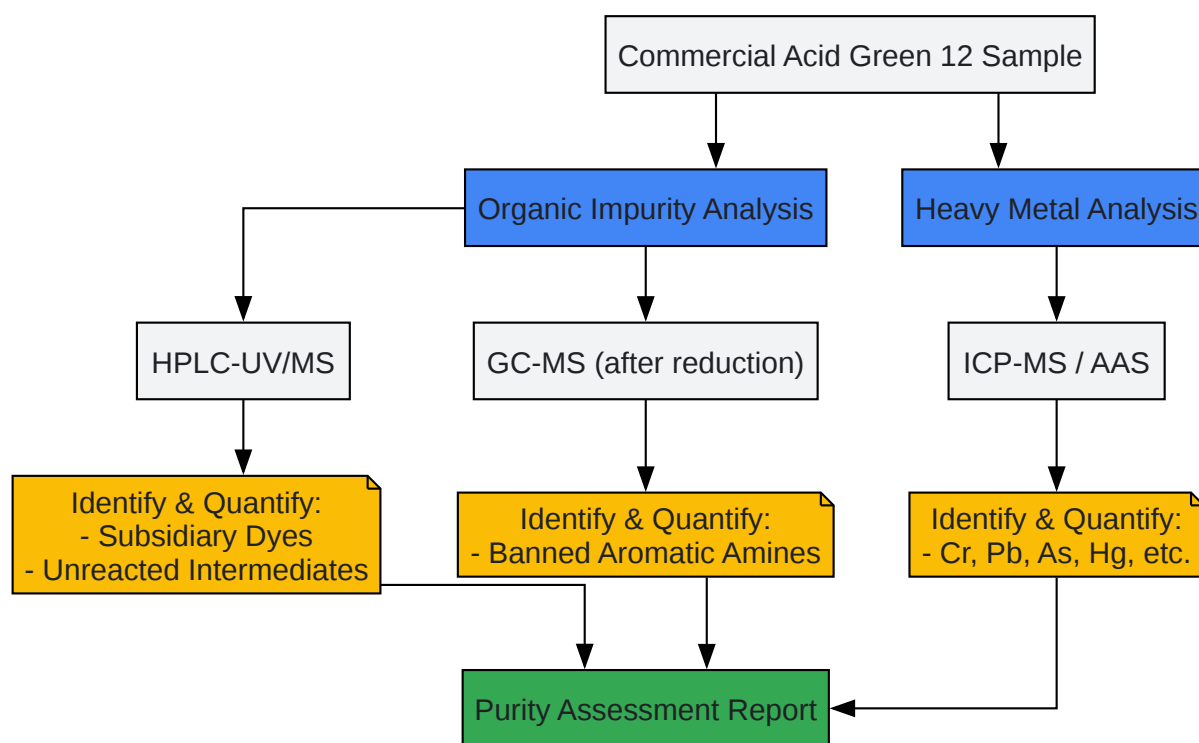 Commercial Acid Green 12 Sample
Organic Impurity Analysis
Heavy Metal Analysis
HPLC-UV/MS
GC-MS (after reduction)
ICP-MS / AAS
Identify & Quantify:
- Subsidiary Dyes
- Unreacted Intermediates
Identify & Quantify:
- Banned Aromatic Amines
Identify & Quantify:
- Cr, Pb, As, Hg, etc.
Purity Assessment Report